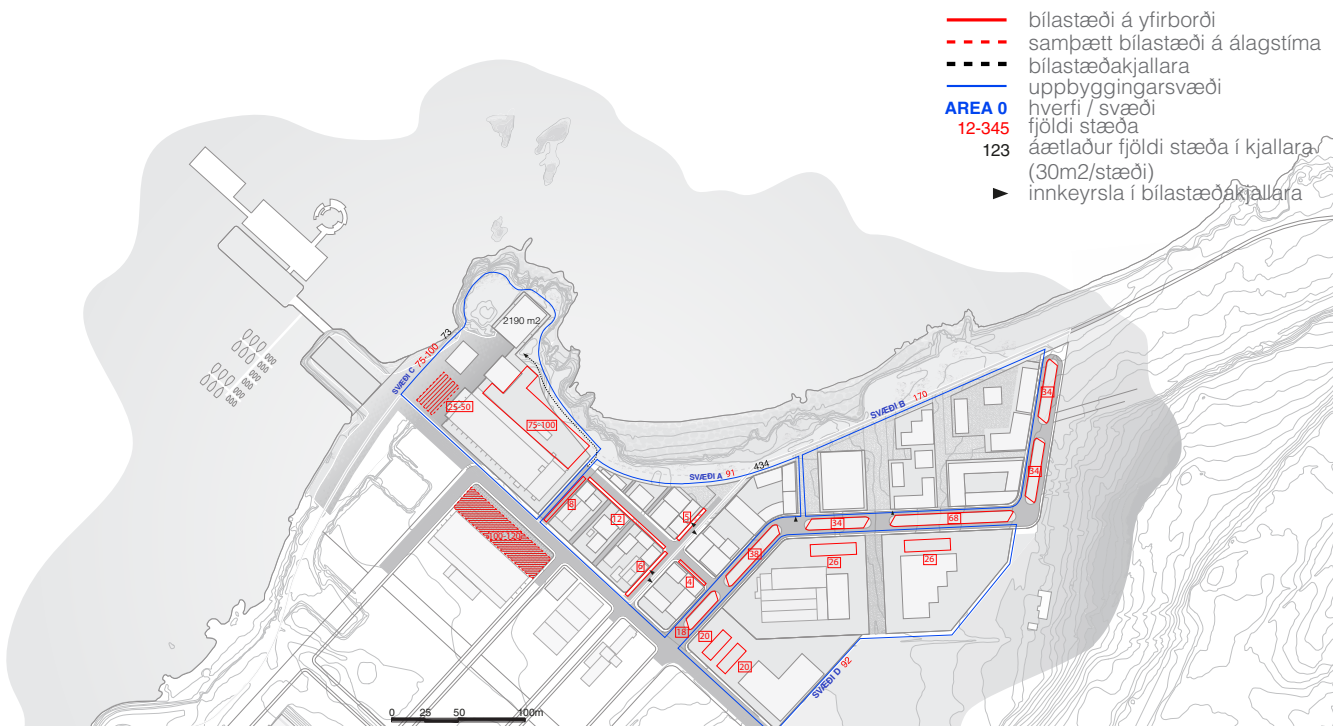 bílastæði á yfirborði
samþætt bílastæði á álagstíma
bílastæðakjallara
uppbyggingarsvæði
AREA 0 hverfi / svæði
12-345 fjöldi stæða
123 áætlaður fjöldi stæða í kjallara
(30m2/stæði)
innkeyrsla í bílastæðakjallara
2190 m2
73
SVÆÐI C 75-100
25-50
75-100
SVÆÐI B 170
34
34
SVÆÐI A 91
434
8
12
5
34
68
100-120
38
26
26
6
4
18
20
20
SVÆÐI D 92
0 25 50 100m